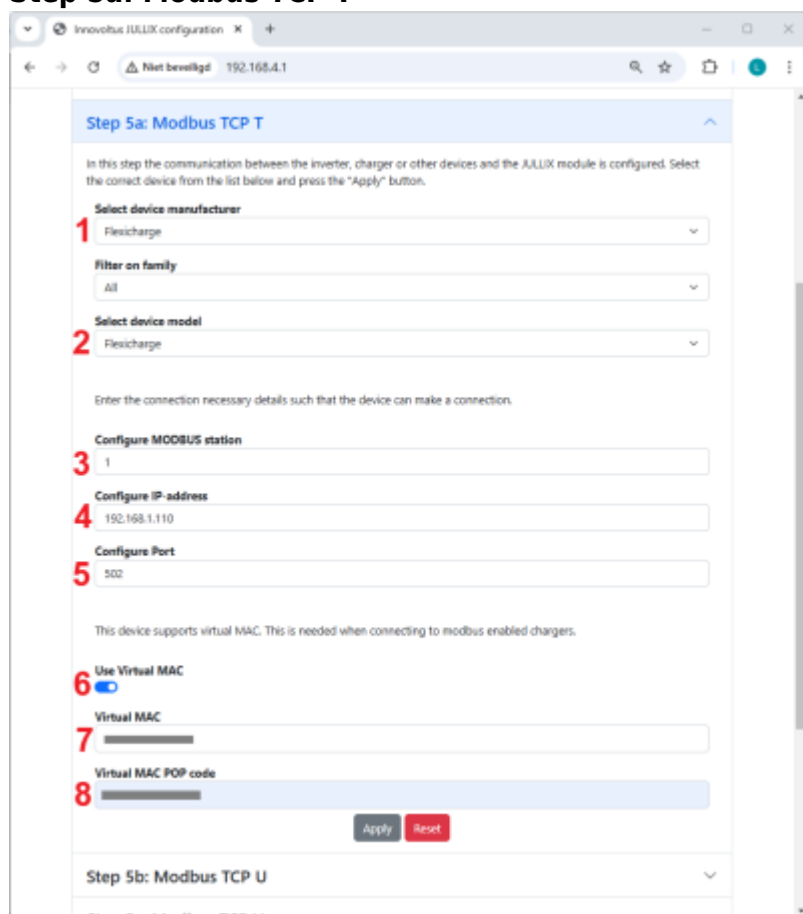 Step 5a: Modbus TCP T
Innovoltus JULLIX configuration
Niet beveiligd 192.168.4.1
L
Step 5a: Modbus TCP T
In this step the communication between the inverter, charger or other devices and the JULLIX module is configured. Select
the correct device from the list below and press the "Apply" button.
Select device manufacturer
1 Flexicharge
Filter on family
All
Select device model
2 Flexicharge
Enter the connection necessary details such that the device can make a connection.
Configure MODBUS station
3 1
Configure IP-address
4 192.168.1.110
Configure Port
5 502
This device supports virtual MAC. This is needed when connecting to modbus enabled chargers.
Use Virtual MAC
6
Virtual MAC
7
Virtual MAC POP code
8
Apply Reset
Step 5b: Modbus TCP U